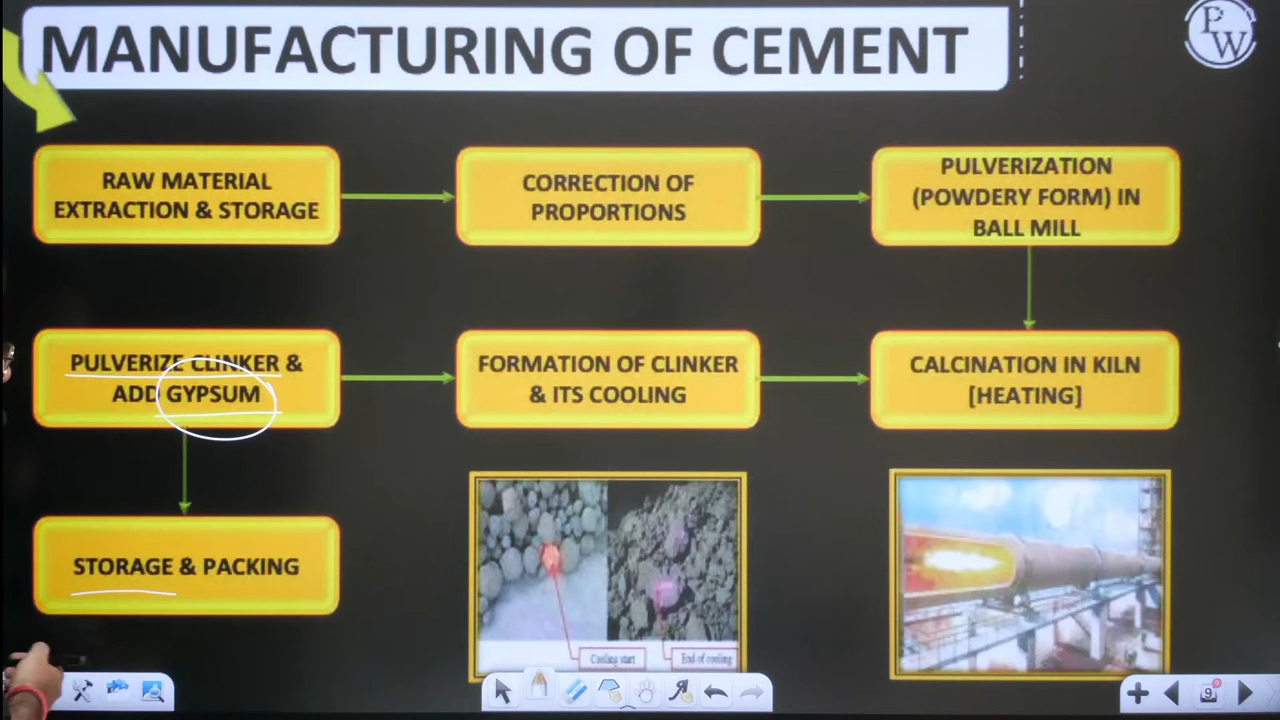 MANUFACTURING OF CEMENT
PW
RAW MATERIAL
EXTRACTION & STORAGE
CORRECTION OF
PROPORTIONS
PULVERIZATION
(POWDERY FORM) IN
BALL MILL
PULVERIZE CLINKER &
ADD GYPSUM
FORMATION OF CLINKER
& ITS COOLING
CALCINATION IN KILN
[HEATING]
STORAGE & PACKING
Cooling start
End of cooling
9